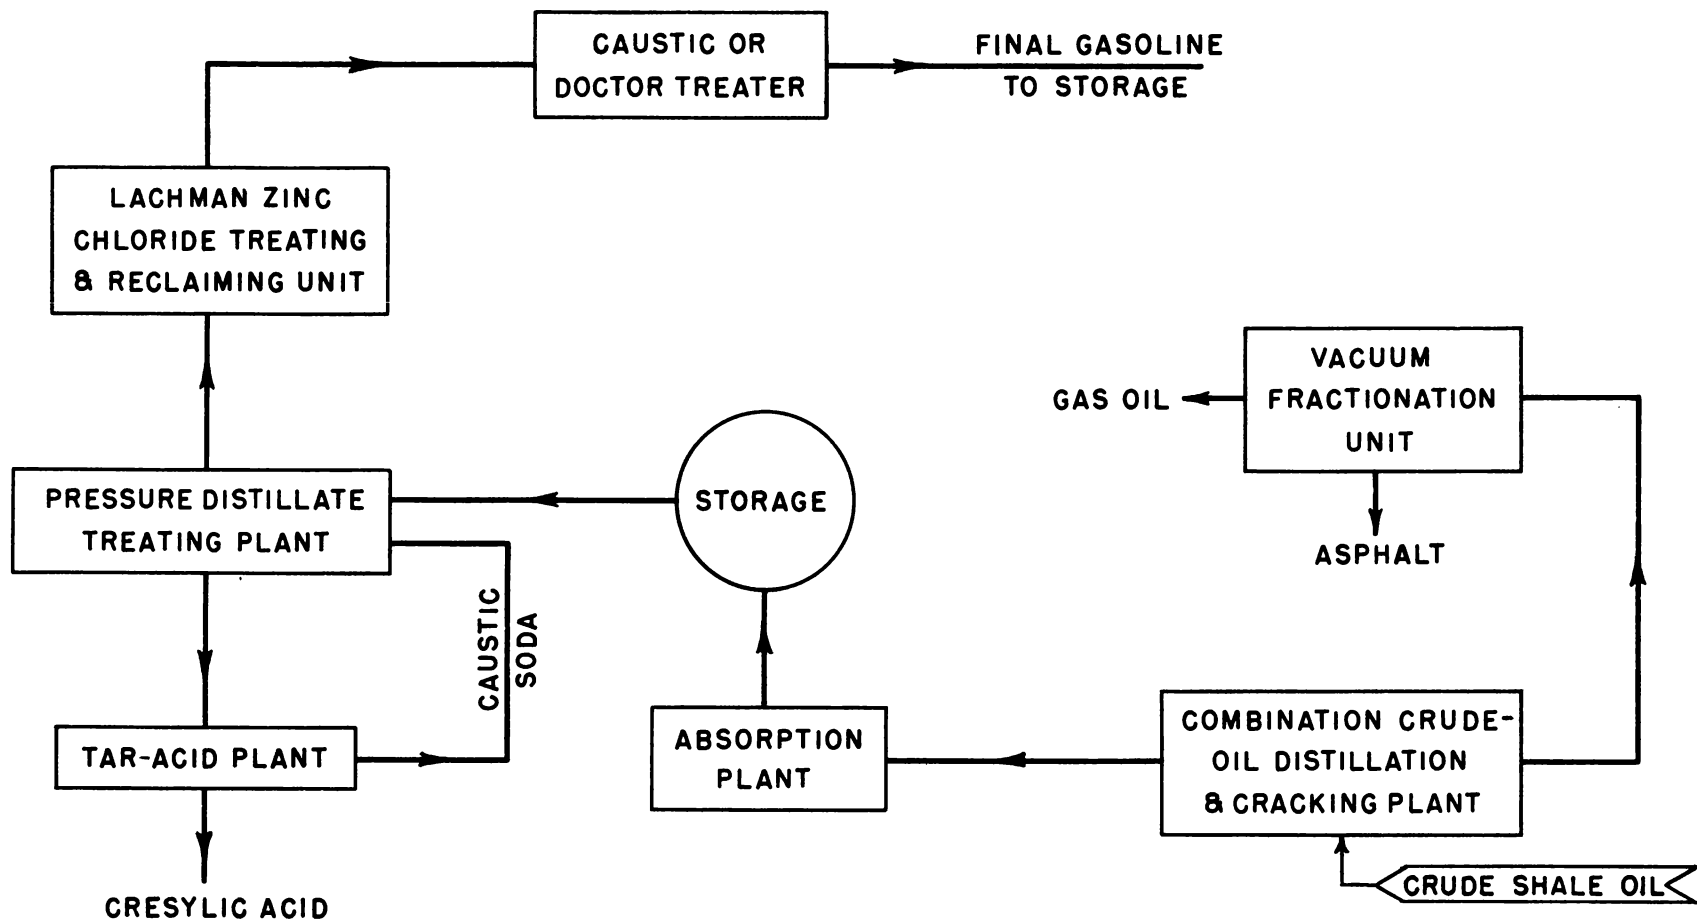 CAUSTIC OR
DOCTOR TREATER
FINAL GASOLINE
TO STORAGE
LACHMAN ZINC
CHLORIDE TREATING
& RECLAIMING UNIT
VACUUM
FRACTIONATION
UNIT
GAS OIL
ASPHALT
PRESSURE DISTILLATE
TREATING PLANT
STORAGE
CAUSTIC
SODA
TAR-ACID PLANT
ABSORPTION
PLANT
COMBINATION CRUDE-
OIL DISTILLATION
& CRACKING PLANT
CRUDE SHALE OIL
CRESYLIC ACID